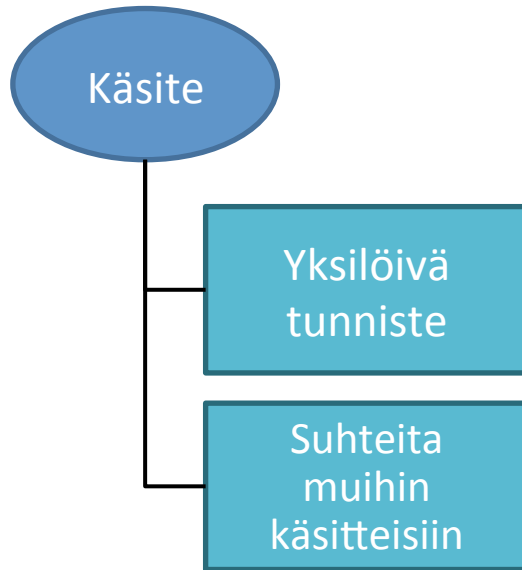 Käsite
Yksilöivä
tunniste
Suhteita
muihin
käsitteisiin